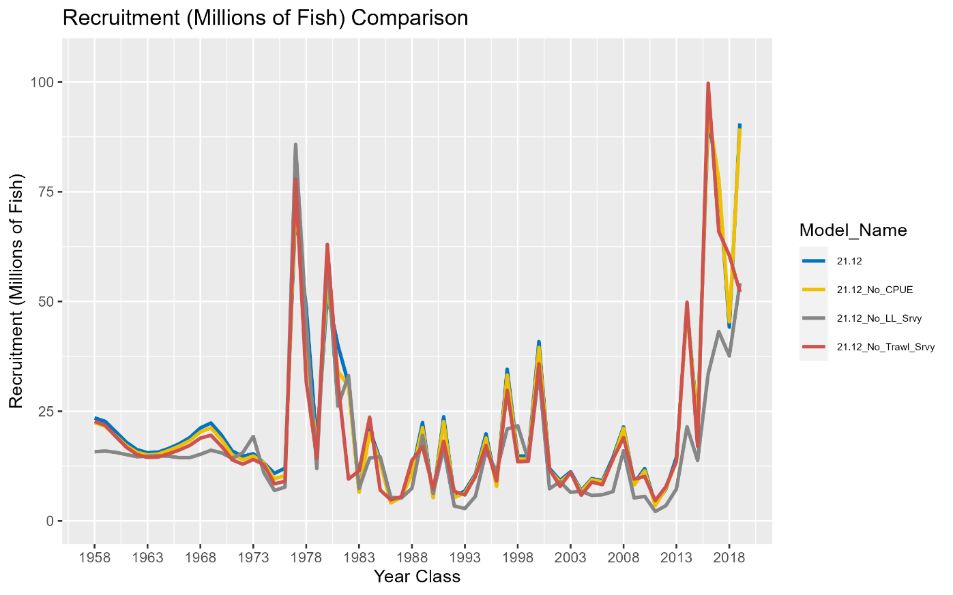 Recruitment (Millions of Fish) Comparison
Recruitment (Millions of Fish)
100
75
50
25
0
1958 1963 1968 1973 1978 1983 1988 1993 1998 2003 2008 2013 2018
Year Class
Model_Name
21.12
21.12_No_CPUE
21.12_No_LL_Srvy
21.12_No_Trawl_Srvy